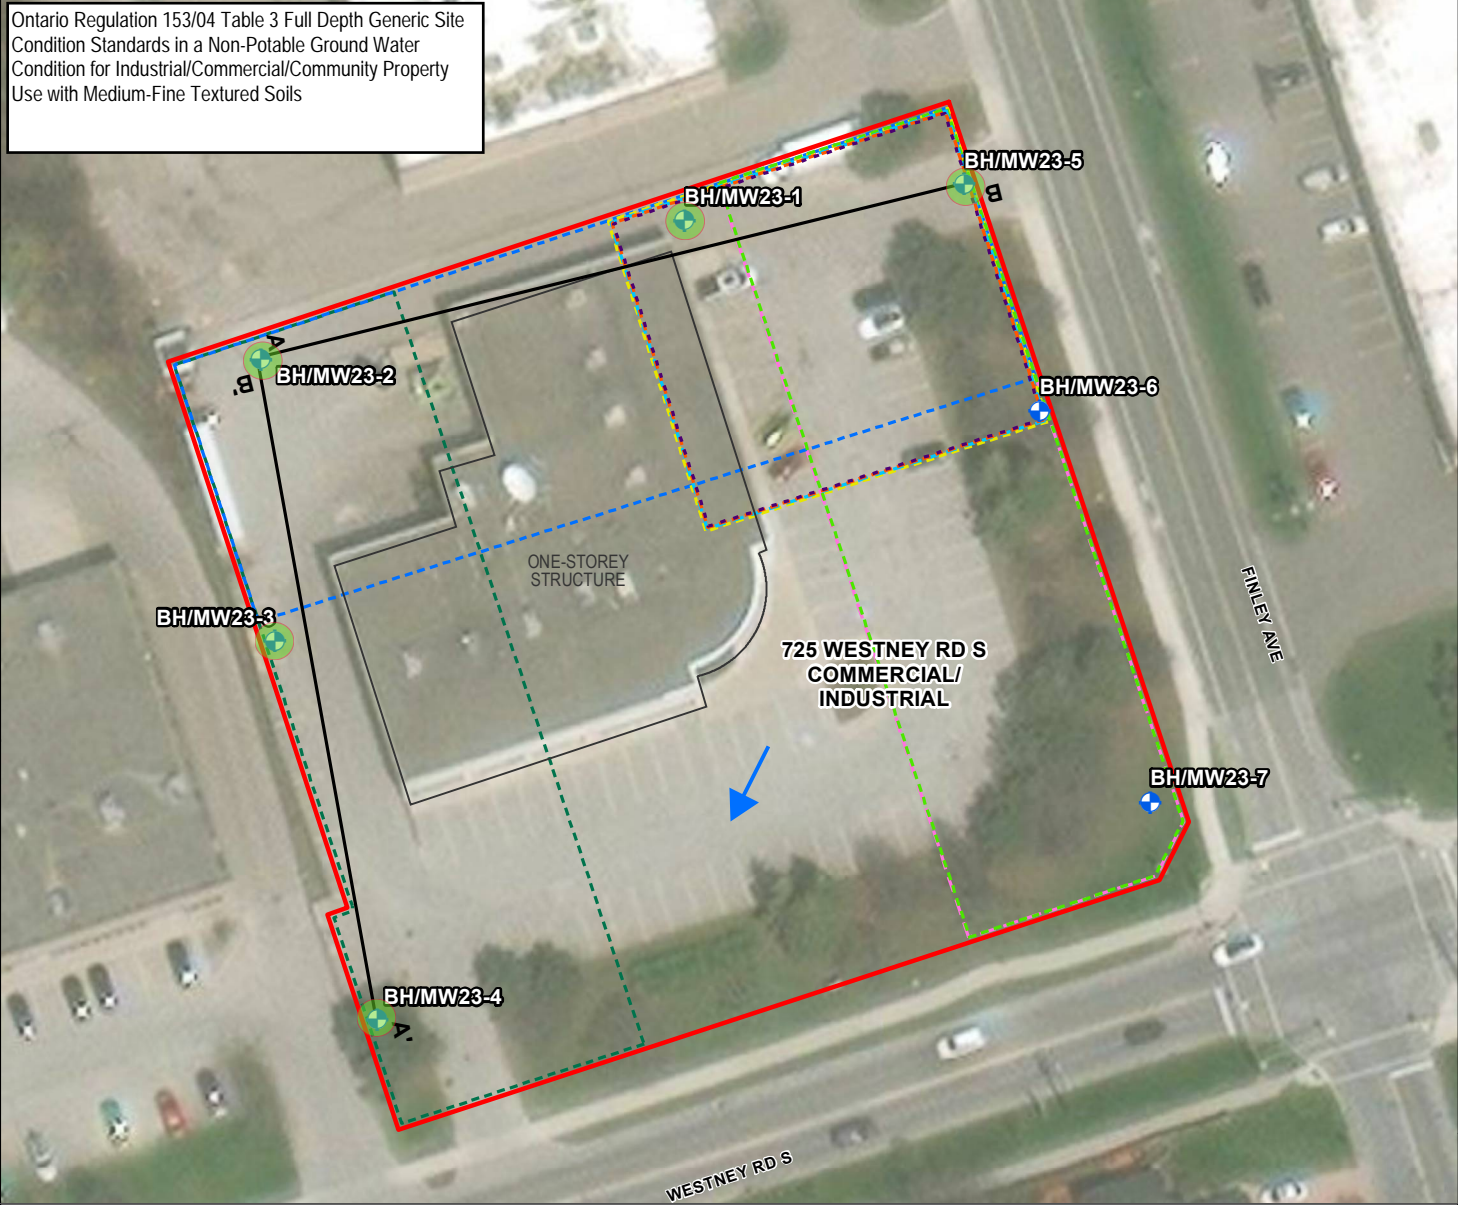 Ontario Regulation 153/04 Table 3 Full Depth Generic Site
Condition Standards in a Non-Potable Ground Water
Condition for Industrial/Commercial/Community Property
Use with Medium-Fine Textured Soils
BH/MW23-5
B
BH/MW23-1
A
BH/MW23-2
B'
BH/MW23-6
ONE-STOREY
STRUCTURE
BH/MW23-3
FINLEY AVE
725 WESTNEY RD S
COMMERCIAL/
INDUSTRIAL
BH/MW23-7
BH/MW23-4
A'
WESTNEY RD S